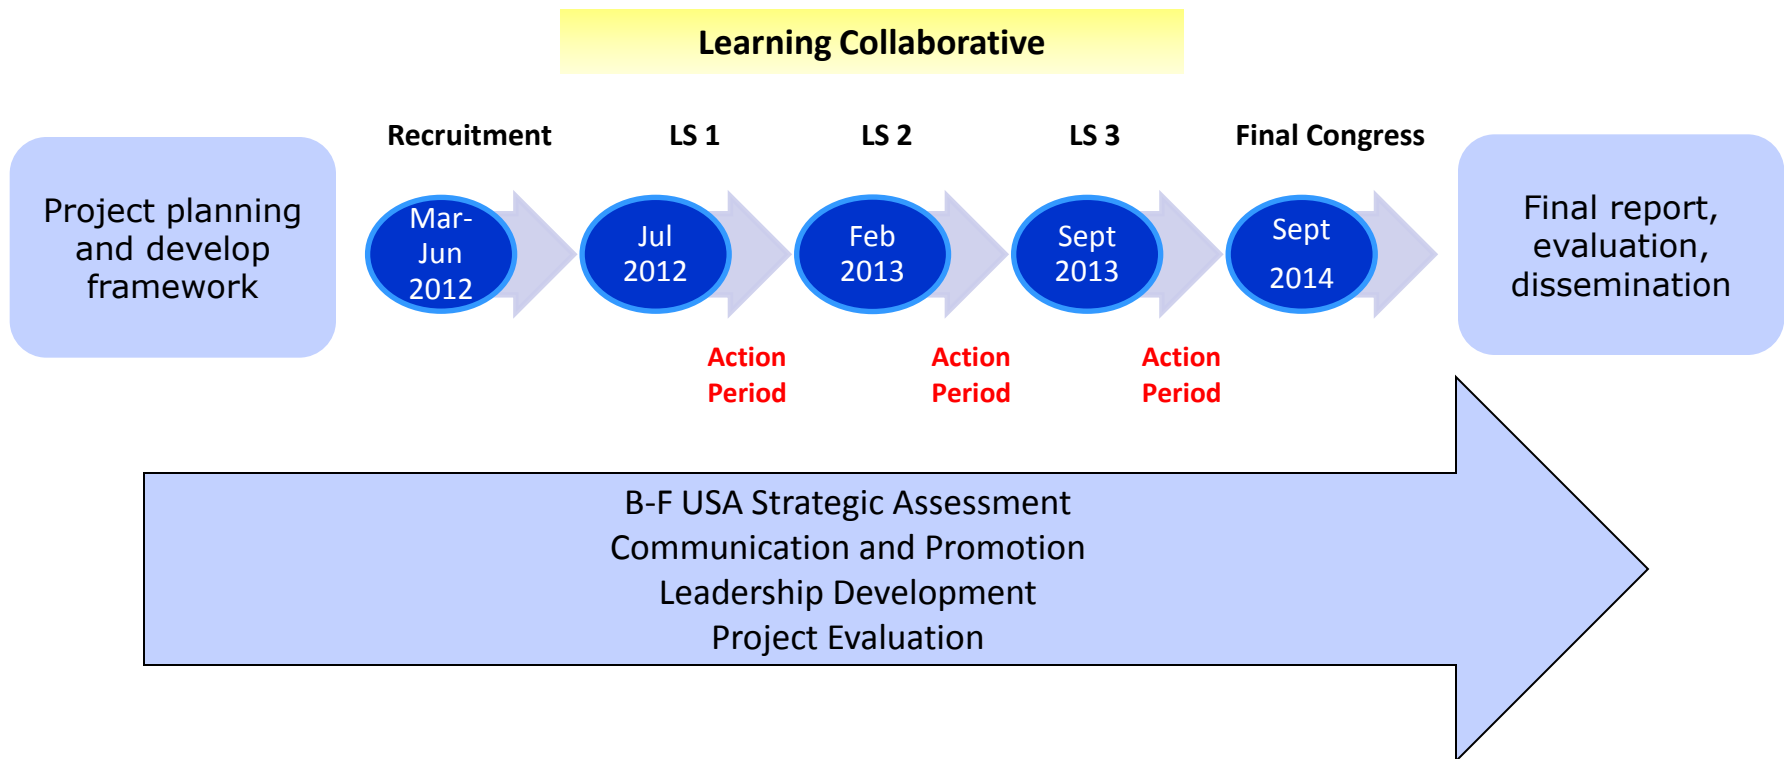 Learning Collaborative
Recruitment
LS 1
LS 2
LS 3
Final Congress
Project planning
and develop
framework
Mar-
Jun
2012
Jul
2012
Feb
2013
Sept
2013
Sept
2014
Final report,
evaluation,
dissemination
Action
Period
Action
Period
Action
Period
B-F USA Strategic Assessment
Communication and Promotion
Leadership Development
Project Evaluation